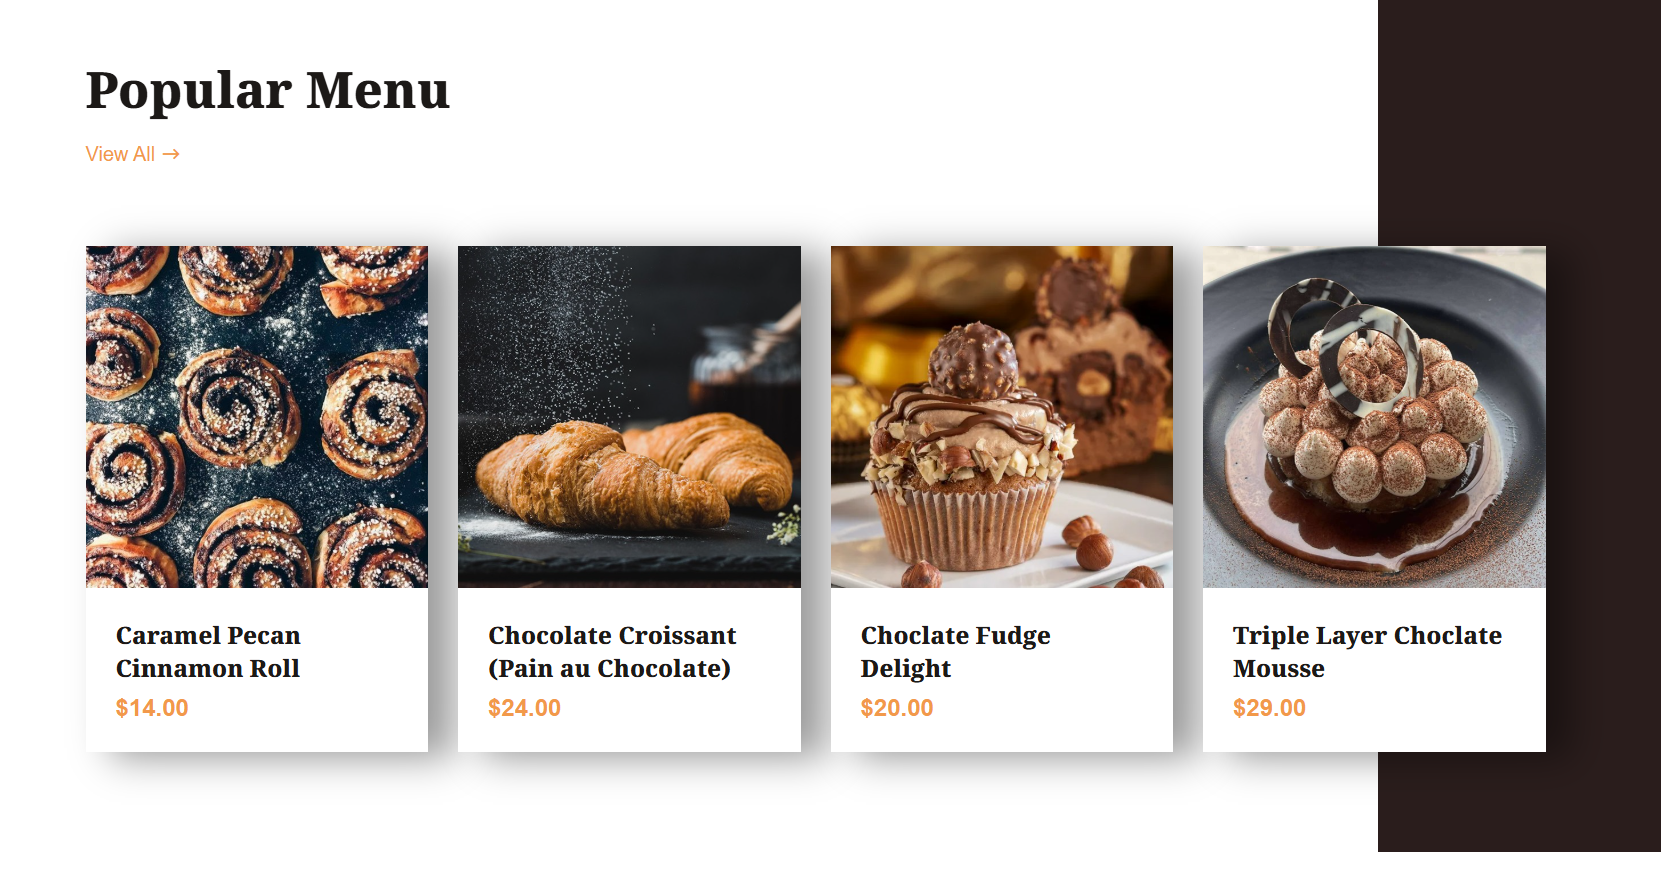 Popular Menu
View All →
Caramel Pecan
Cinnamon Roll
$14.00
Chocolate Croissant
(Pain au Chocolate)
$24.00
Choclate Fudge
Delight
$20.00
Triple Layer Choclate
Mousse
$29.00